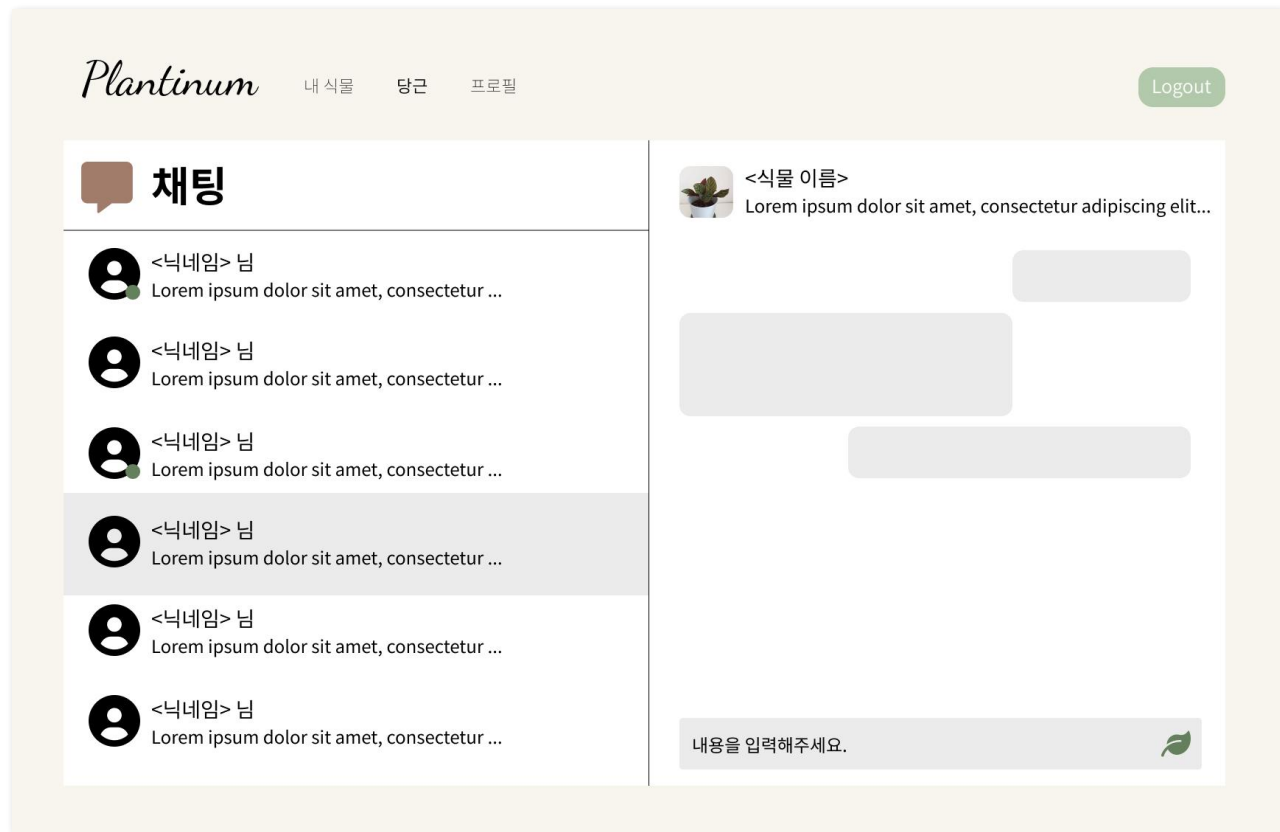 Plantinum
내 식물
당근
프로필
Logout
채팅
<닉네임> 님
Lorem ipsum dolor sit amet, consectetur ...
<닉네임> 님
Lorem ipsum dolor sit amet, consectetur ...
<닉네임> 님
Lorem ipsum dolor sit amet, consectetur ...
<닉네임> 님
Lorem ipsum dolor sit amet, consectetur ...
<닉네임> 님
Lorem ipsum dolor sit amet, consectetur ...
<닉네임> 님
Lorem ipsum dolor sit amet, consectetur ...
<식물 이름>
Lorem ipsum dolor sit amet, consectetur adipiscing elit...
내용을 입력해주세요.